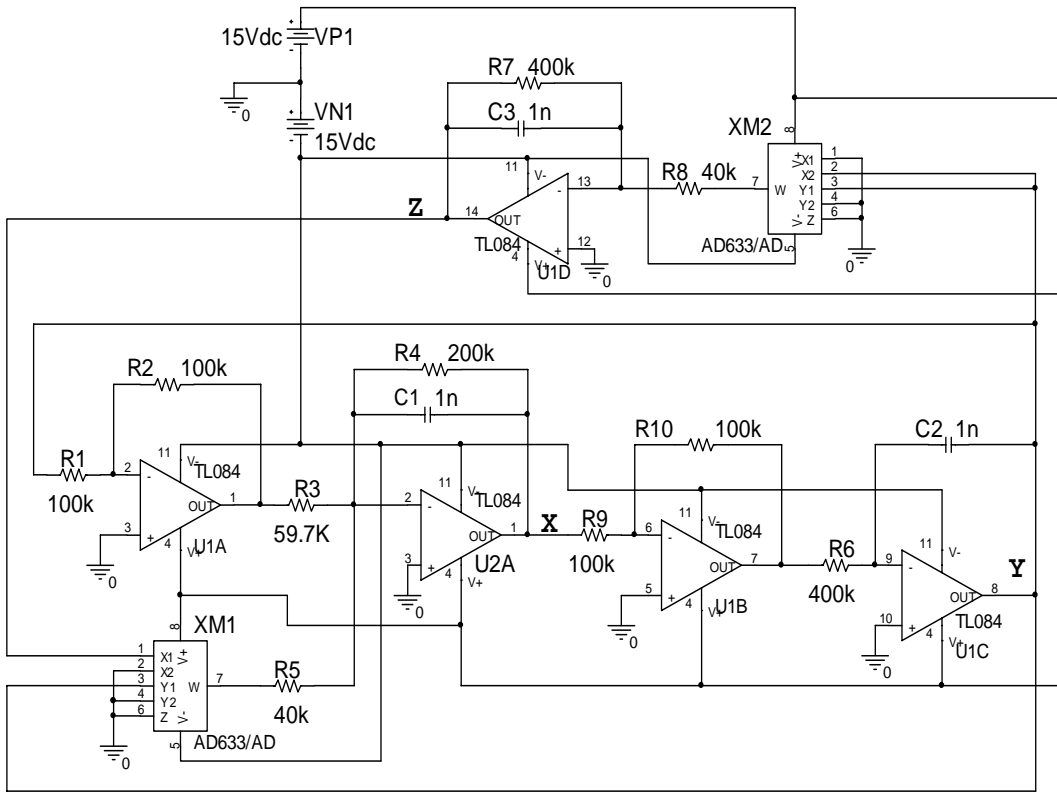 15Vdc VP1
0
VN1
15Vdc
R7 400k
C3 1n
XM2
8
11
V-
13
-
R8 40k
7
W
V+
X1
X2
Y1
Y2
Z
V-
1
2
3
4
6
Z
14
OUT
TL084
4
V+
+
12
0
U1D
AD633/AD
5
0
R2 100k
R4 200k
C1 1n
R10 100k
C2 1n
R1
100k
2
-
11
V-
TL084
OUT
1
3
+
4
V+
U1A
0
R3
59.7K
2
-
11
V-
TL084
OUT
1
3
+
4
V+
U2A
0
X
R9
100k
6
-
11
V-
TL084
OUT
7
5
+
4
V+
U1B
0
R6
400k
9
-
11
V-
OUT
8
TL084
10
+
4
V+
U1C
0
Y
8
XM1
1
2
3
4
6
X1
X2
Y1
Y2
Z
V+
V-
W
7
R5
40k
5
AD633/AD
0